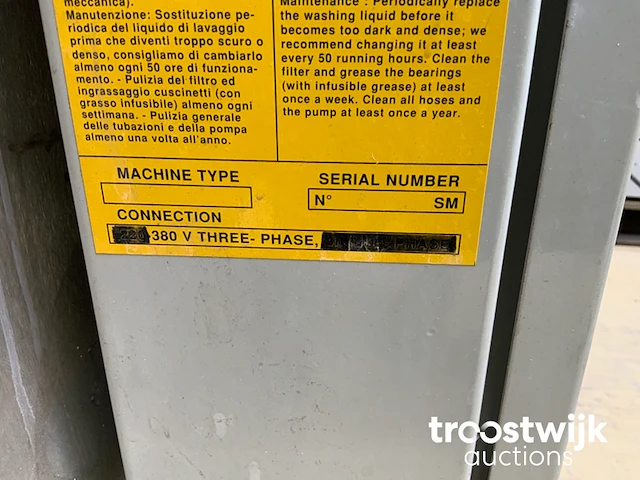 meccanica).
Manutenzione: Sostituzione pe-
riodica del liquido di lavaggio
prima che diventi troppo scuro o
denso, consigliamo di cambiarlo
almeno ogni 50 ore di funziona-
mento. - Pulizia del filtro ed
ingrassaggio cuscinetti (con
grasso infusibile) almeno ogni
settimana. - Pulizia generale
delle tubazioni e della pompa
almeno una volta all'anno.
Maintenance : Periodically replace
the washing liquid before it
becomes too dark and dense; we
recommend changing it at least
every 50 running hours. Clean the
filter and grease the bearings
(with infusible grease) at least
once a week. Clean all hoses and
the pump at least once a year.
MACHINE TYPE
SERIAL NUMBER
N° SM
CONNECTION
220 380 V THREE- PHASE, PHASE
troostwijk
auctions